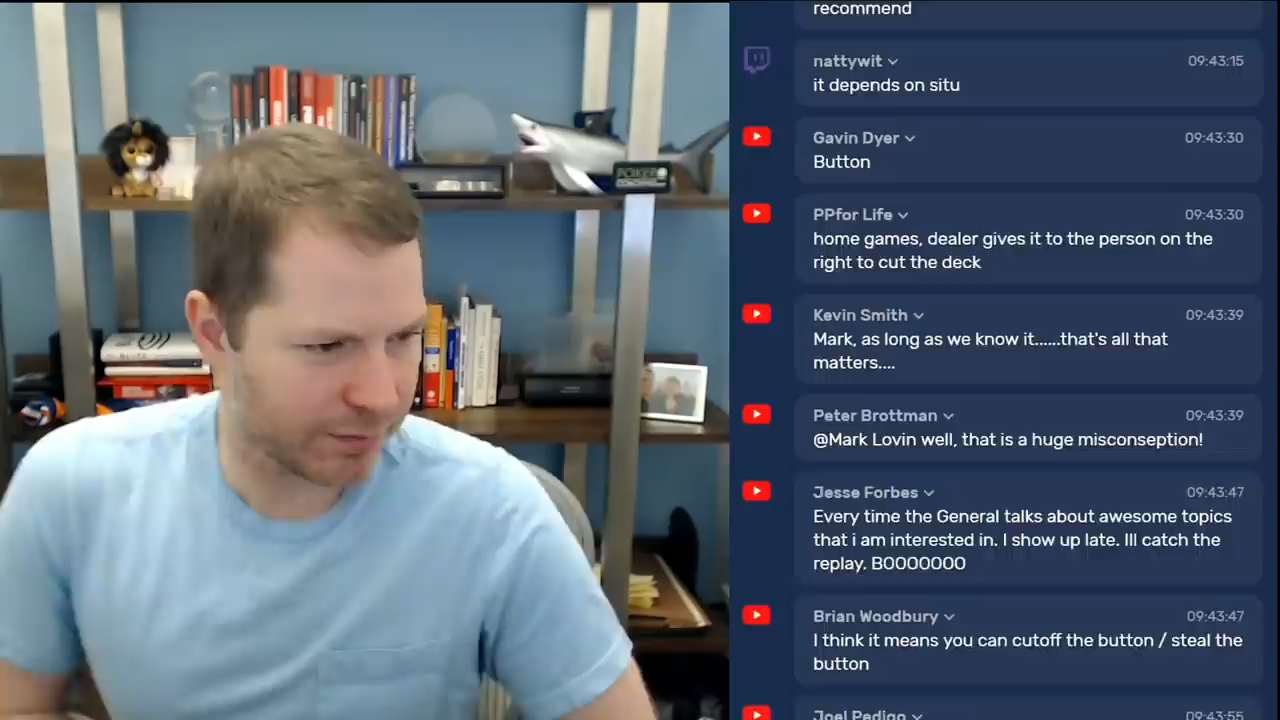 recommend
nattywit 09:43:15
it depends on situ
Gavin Dyer 09:43:30
Button
PPfor Life 09:43:30
home games, dealer gives it to the person on the
right to cut the deck
Kevin Smith 09:43:39
Mark, as long as we know it......that's all that
matters....
Peter Brottman 09:43:39
@Mark Lovin well, that is a huge misconseption!
Jesse Forbes 09:43:47
Every time the General talks about awesome topics
that i am interested in. I show up late. Ill catch the
replay. BOOOOOOO
Brian Woodbury 09:43:47
I think it means you can cutoff the button / steal the
button
Joel Pedigo 09:43:55
POKER